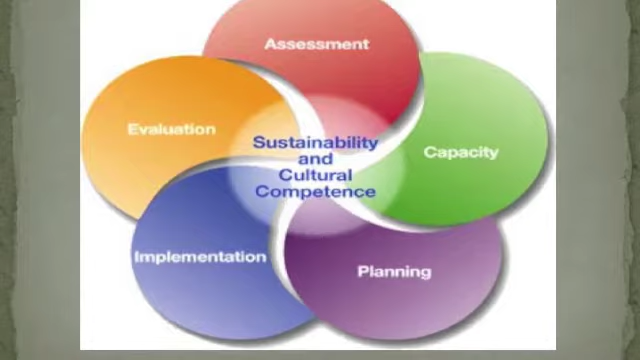 Assessment
Evaluation
Capacity
Sustainability
and
Cultural
Competence
Implementation
Planning